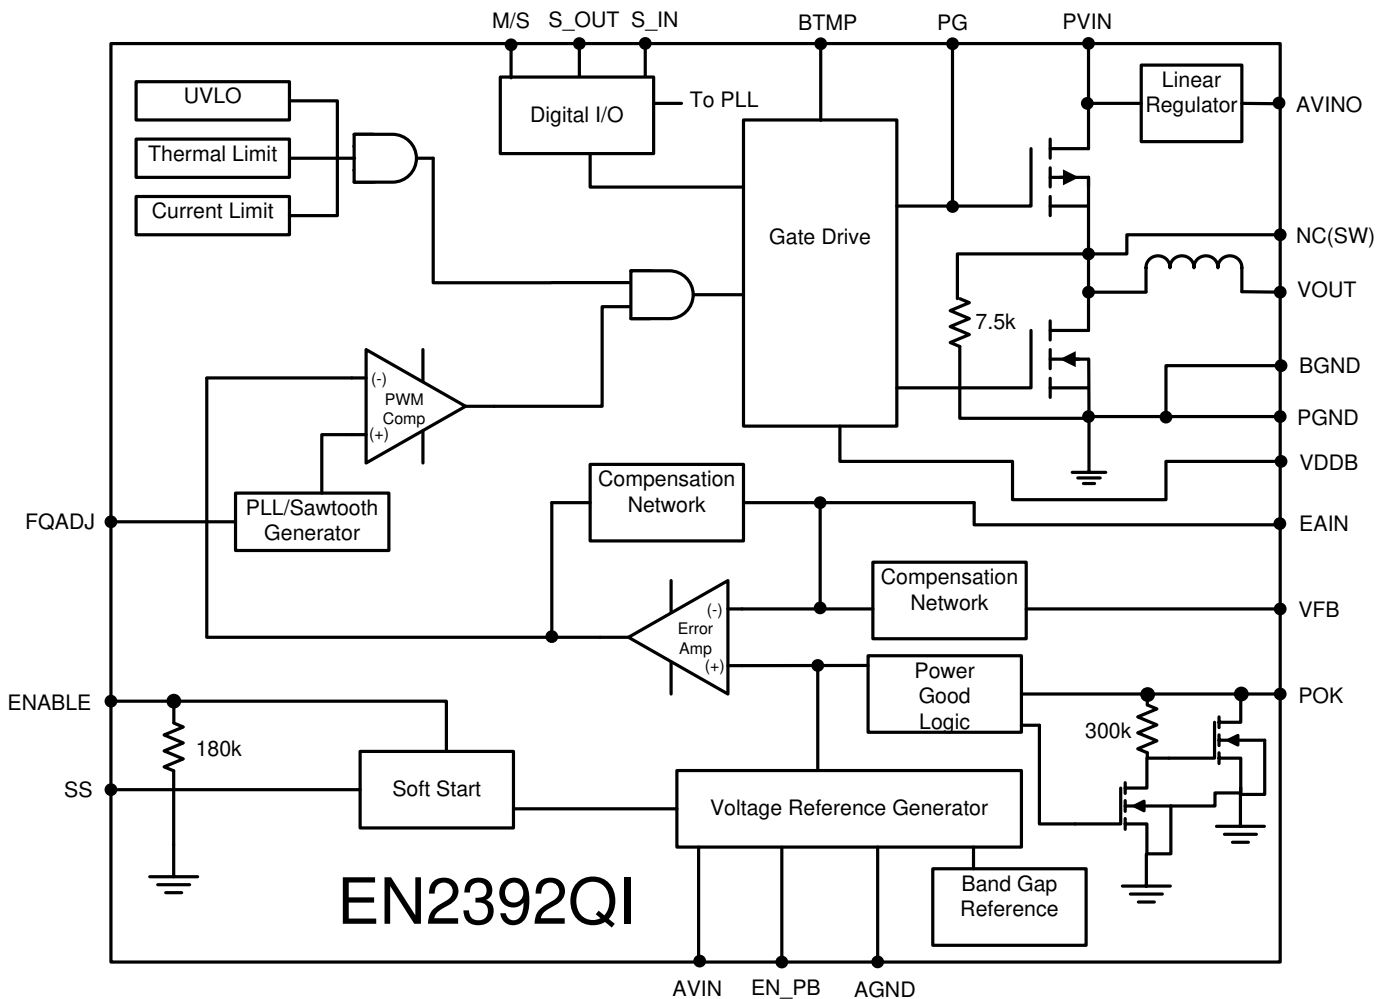 M/S
S_OUT
S_IN
BTMP
PG
PVIN
UVLO
Thermal Limit
Current Limit
Digital I/O
To PLL
Linear
Regulator
AVINO
Gate Drive
NC(SW)
VOUT
7.5k
BGND
PGND
VDDB
(-)
PWM
Comp
(+)
FQADJ
PLL/Sawtooth
Generator
Compensation
Network
EAIN
Compensation
Network
VFB
(-)
Error
Amp
(+)
Power
Good
Logic
POK
300k
ENABLE
180k
SS
Soft Start
Voltage Reference Generator
Band Gap
Reference
EN2392QI
AVIN
EN_PB
AGND